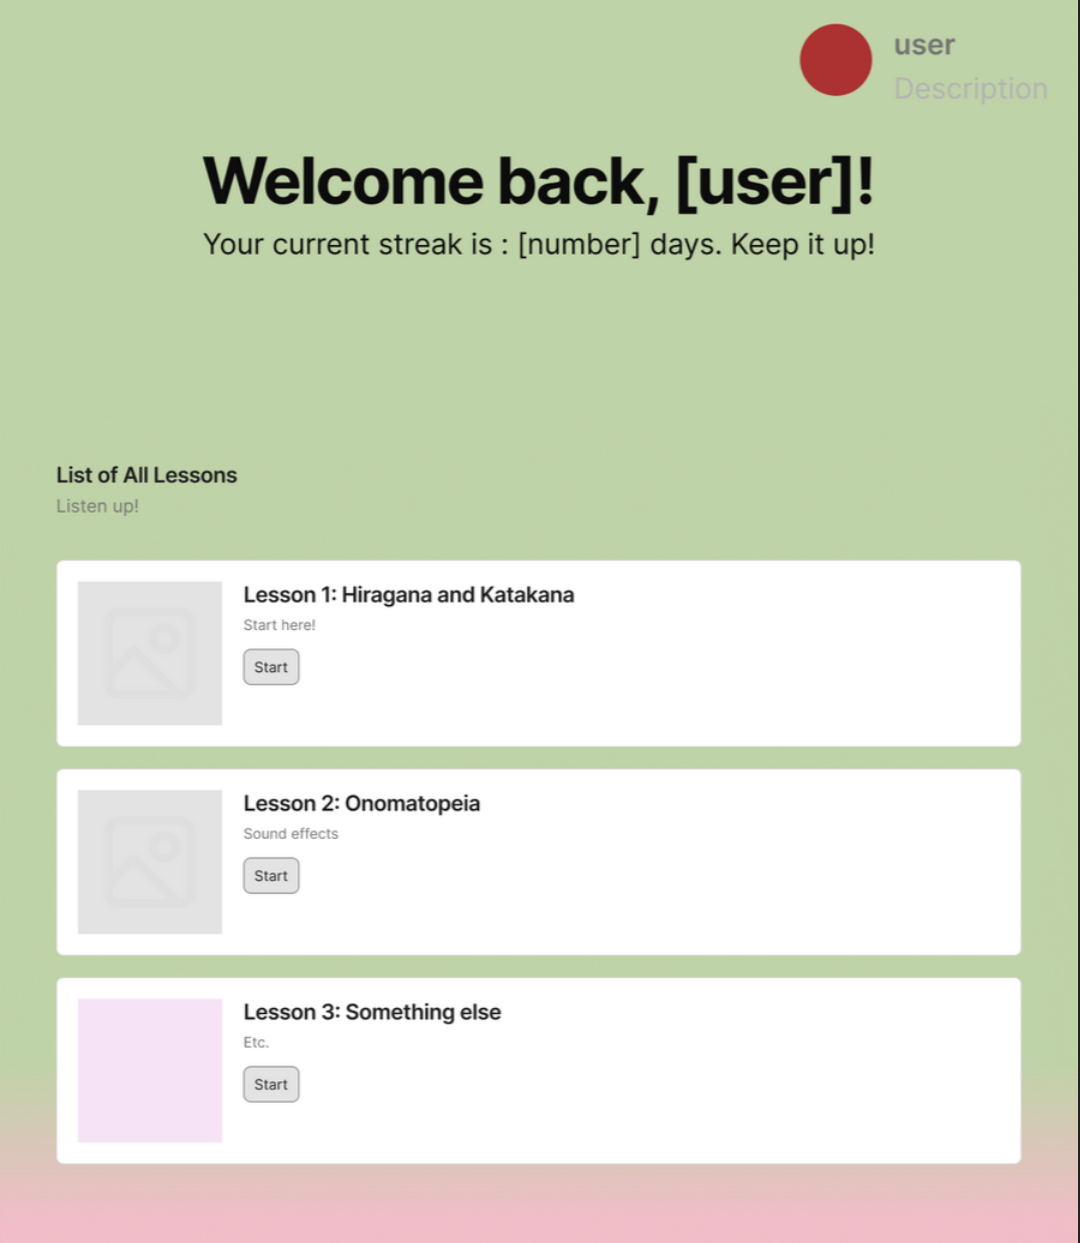 user
Description
Welcome back, [user]!
Your current streak is : [number] days. Keep it up!
List of All Lessons
Listen up!
Lesson 1: Hiragana and Katakana
Start here!
Start
Lesson 2: Onomatopeia
Sound effects
Start
Lesson 3: Something else
Etc.
Start